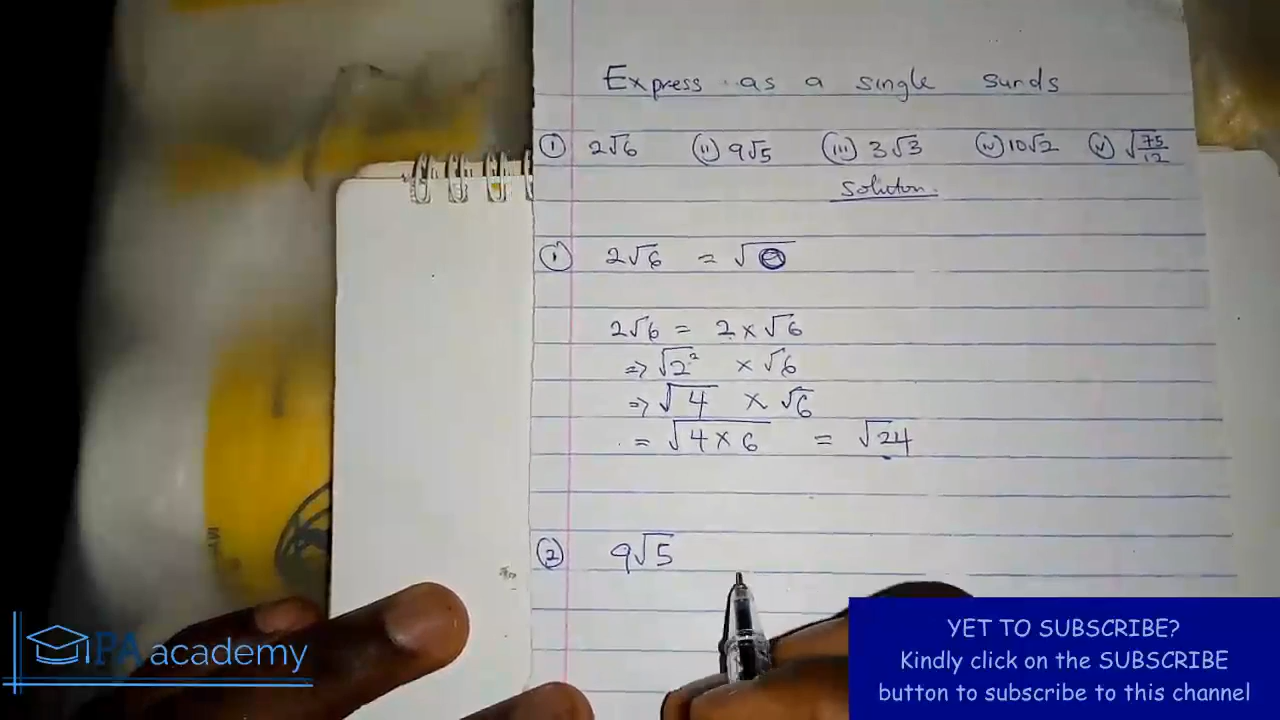 Express as a single surds
(i) 2√6 (ii) 9√5 (iii) 3√3 (iv) 10√2 (v) √75/12
Soluton.
(1) 2√6 = √
2√6 = 2 × √6
⇒ √2² × √6
⇒ √4 × √6
= √4 × 6 = √24
(2) 9√5
PA academy
YET TO SUBSCRIBE?
Kindly click on the SUBSCRIBE
button to subscribe to this channel